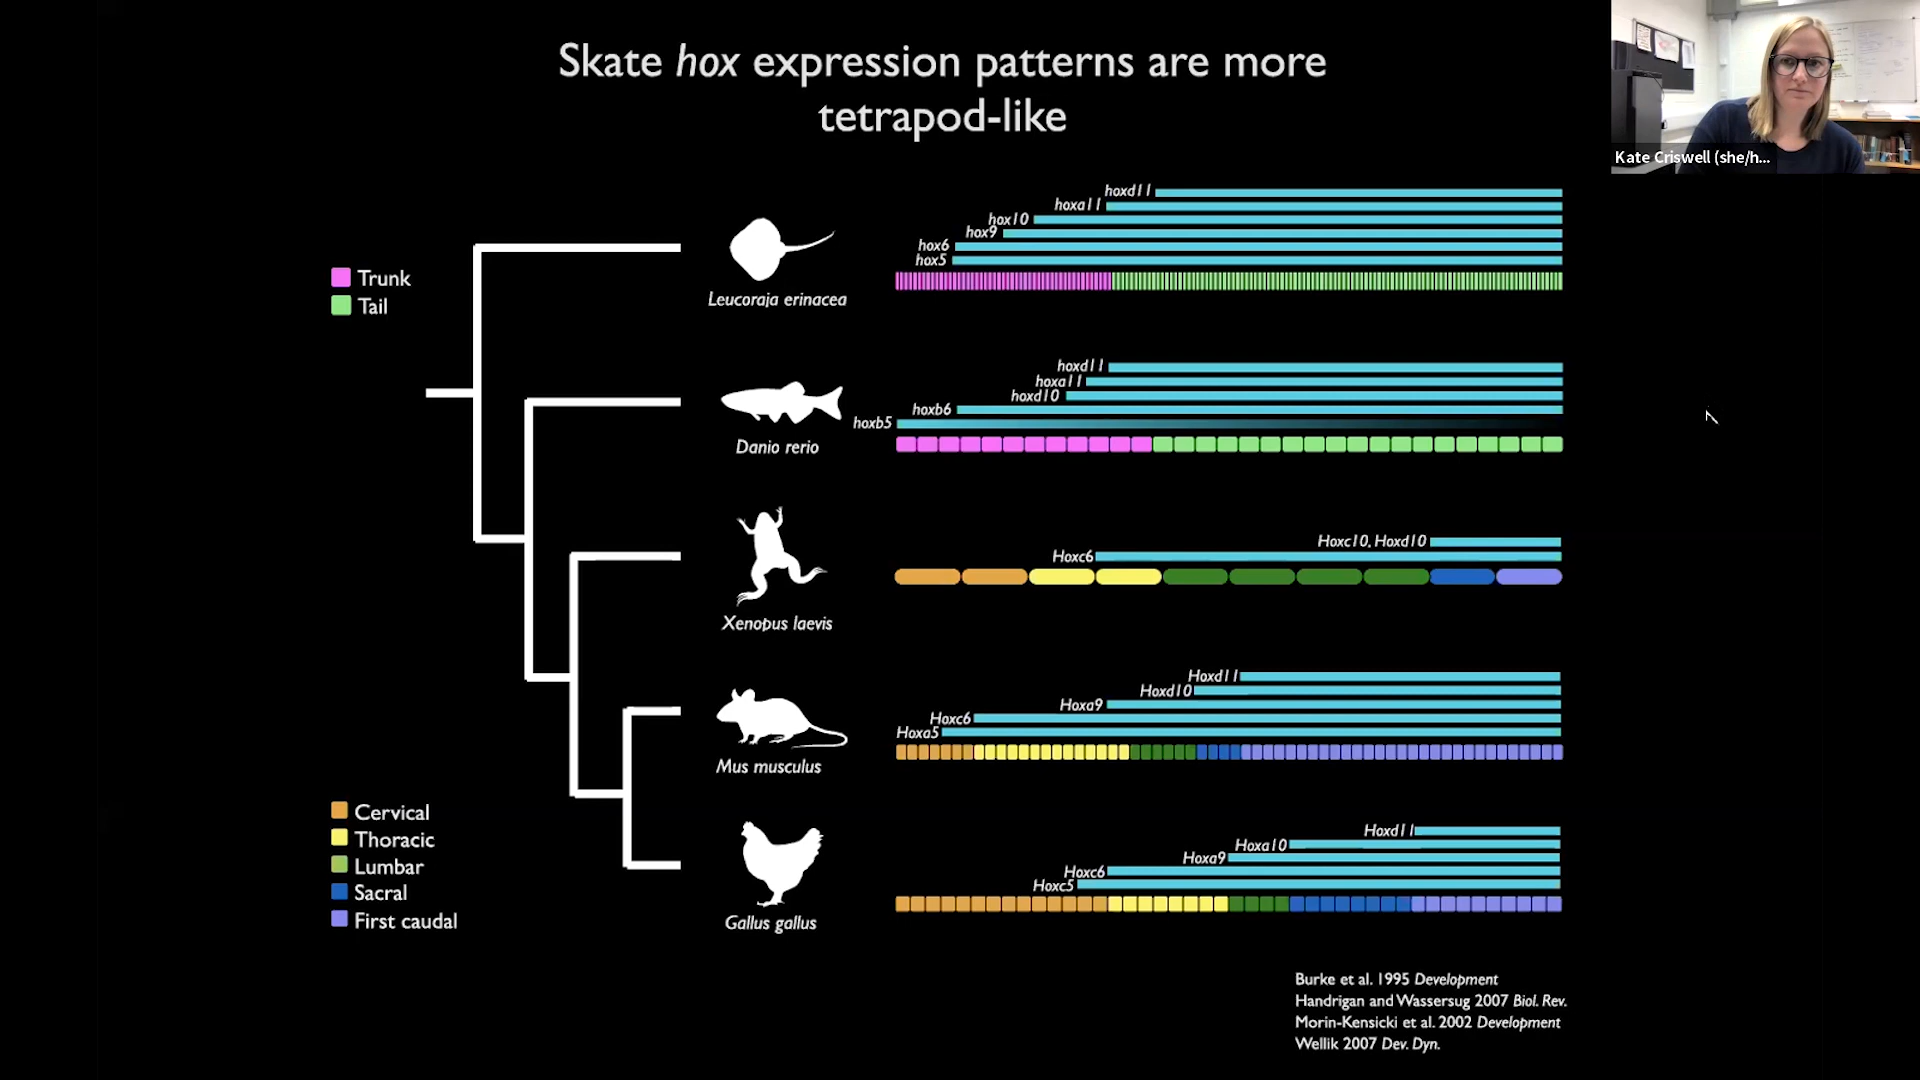 Skate hox expression patterns are more
tetrapod-like
Kate Criswell (she/h...
Trunk
Tail
Leucoraja erinacea
hoxd11
hoxa11
hox10
hox9
hox6
hox5
Danio rerio
hoxd11
hoxa11
hoxd10
hoxb6
hoxb5
Xenopus laevis
Hoxc10, Hoxd10
Hoxc6
Mus musculus
Hoxd11
Hoxd10
Hoxa9
Hoxc6
Hoxa5
Cervical
Thoracic
Lumbar
Sacral
First caudal
Gallus gallus
Hoxd11
Hoxa10
Hoxa9
Hoxc6
Hoxc5
Burke et al. 1995 Development
Handrigan and Wassersug 2007 Biol. Rev.
Morin-Kensicki et al. 2002 Development
Wellik 2007 Dev. Dyn.